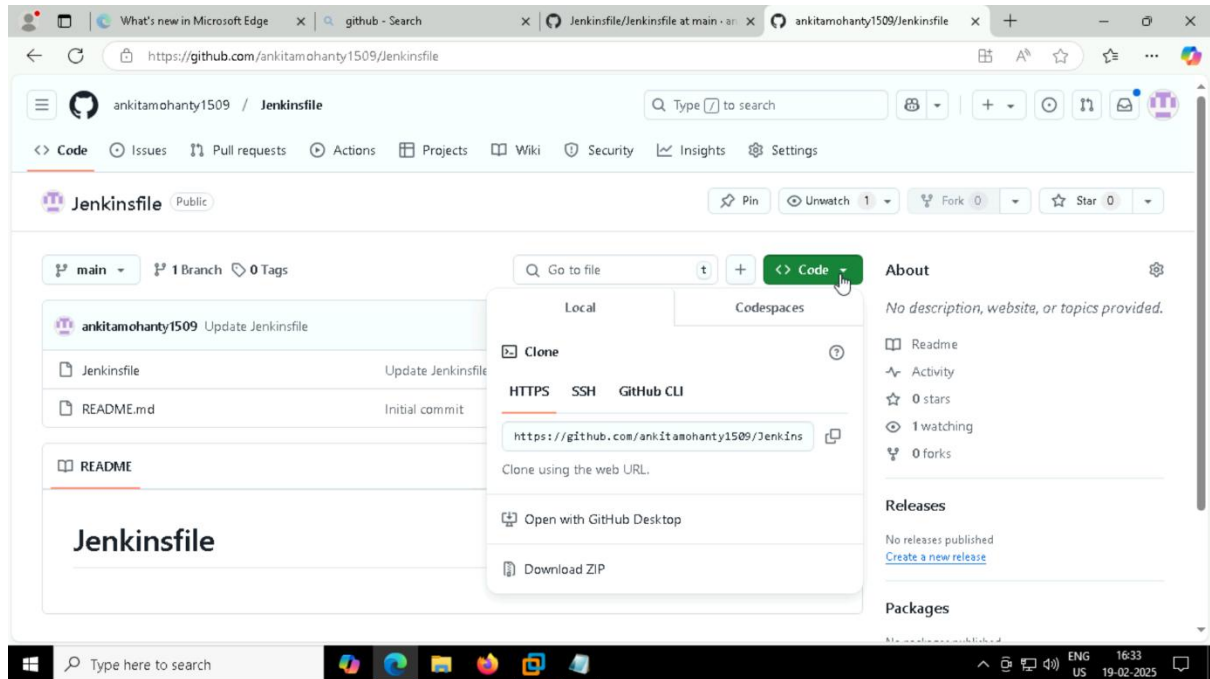 What's new in Microsoft Edge
github - Search
Jenkinsfile/Jenkinsfile at main · an
ankitamohanty1509/Jenkinsfile
https://github.com/ankitamohanty1509/Jenkinsfile
ankitamohanty1509 / Jenkinsfile
Type / to search
Code Issues Pull requests Actions Projects Wiki Security Insights Settings
Jenkinsfile Public
Pin Unwatch 1 Fork 0 Star 0
main 1 Branch 0 Tags Go to file t Code
About
No description, website, or topics provided.
Readme
Activity
0 stars
1 watching
0 forks
Releases
No releases published
Create a new release
Packages
ankitamohanty1509 Update Jenkinsfile
Jenkinsfile Update Jenkinsfile
README.md Initial commit
README
Jenkinsfile
Local Codespaces
Clone
HTTPS SSH GitHub CLI
https://github.com/ankitamohanty1509/Jenkins
Clone using the web URL.
Open with GitHub Desktop
Download ZIP
Type here to search
ENG
US
16:33
19-02-2025